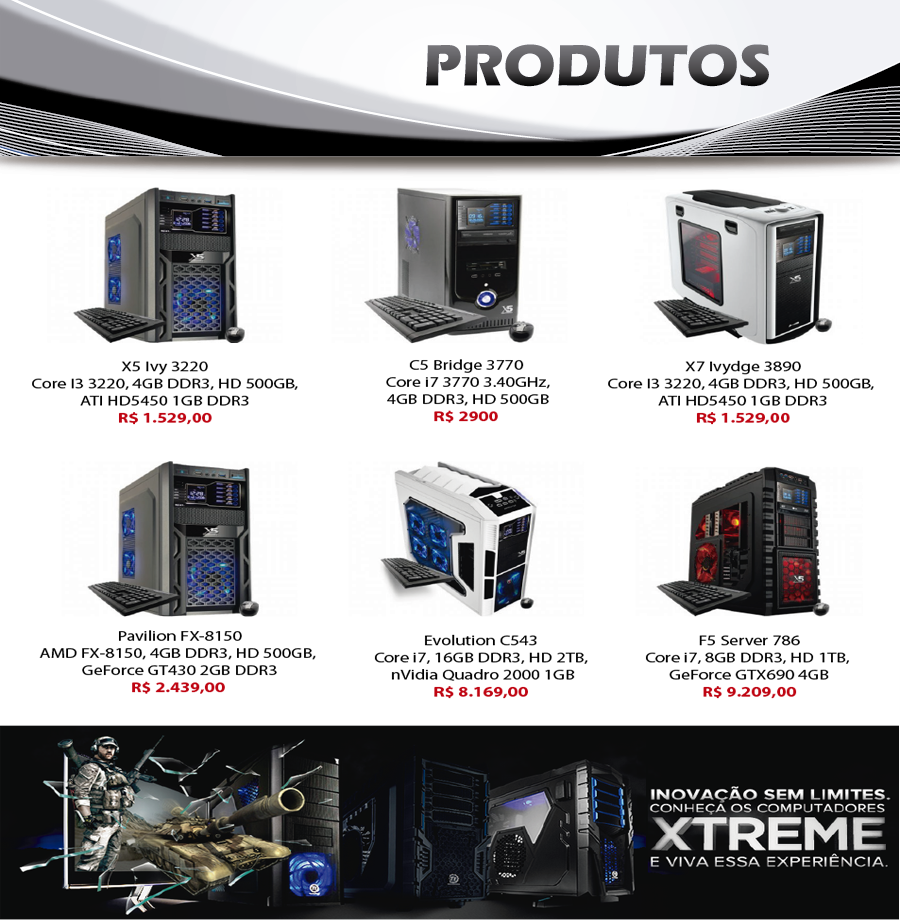 PRODUTOS
X5 Ivy 3220
Core I3 3220, 4GB DDR3, HD 500GB,
ATI HD5450 1GB DDR3
R$ 1.529,00
C5 Bridge 3770
Core i7 3770 3.40GHz,
4GB DDR3, HD 500GB
R$ 2900
X7 Ivydge 3890
Core I3 3220, 4GB DDR3, HD 500GB,
ATI HD5450 1GB DDR3
R$ 1.529,00
Pavilion FX-8150
AMD FX-8150, 4GB DDR3, HD 500GB,
GeForce GT430 2GB DDR3
R$ 2.439,00
Evolution C543
Core i7, 16GB DDR3, HD 2TB,
nVidia Quadro 2000 1GB
R$ 8.169,00
F5 Server 786
Core i7, 8GB DDR3, HD 1TB,
GeForce GTX690 4GB
R$ 9.209,00
INOVAÇÃO SEM LIMITES.
CONHEÇA OS COMPUTADORES
XTREME
E VIVA ESSA EXPERIÊNCIA.